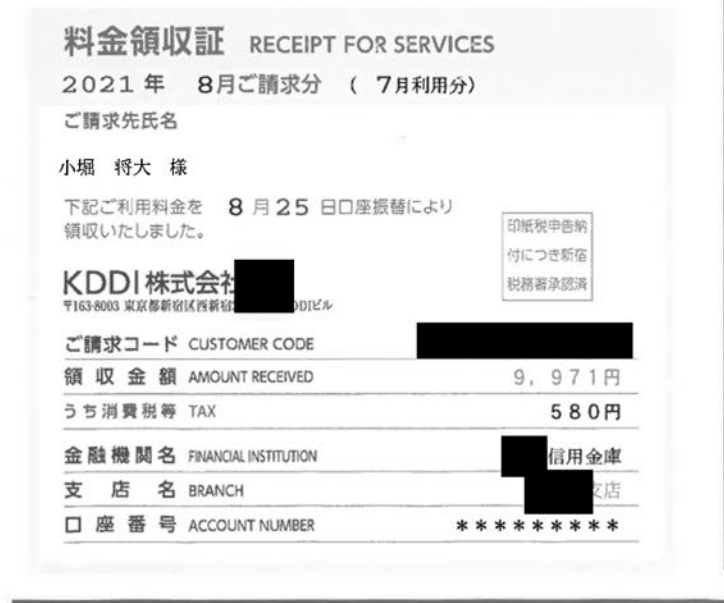 料金領収証 RECEIPT FOR SERVICES
2021年 8月ご請求分 ( 7月利用分)
ご請求先氏名
小堀 将大 様
下記ご利用料金を 8月25日口座振替により
領収いたしました。
印紙税申告納
付につき新宿
税務署承認済
KDDI株式会社
〒163-8003 東京都新宿区西新宿 DDIビル
ご請求コード CUSTOMER CODE
領収金額 AMOUNT RECEIVED 9,971円
うち消費税等 TAX 580円
金融機関名 FINANCIAL INSTITUTION 信用金庫
支店名 BRANCH 支店
口座番号 ACCOUNT NUMBER *********